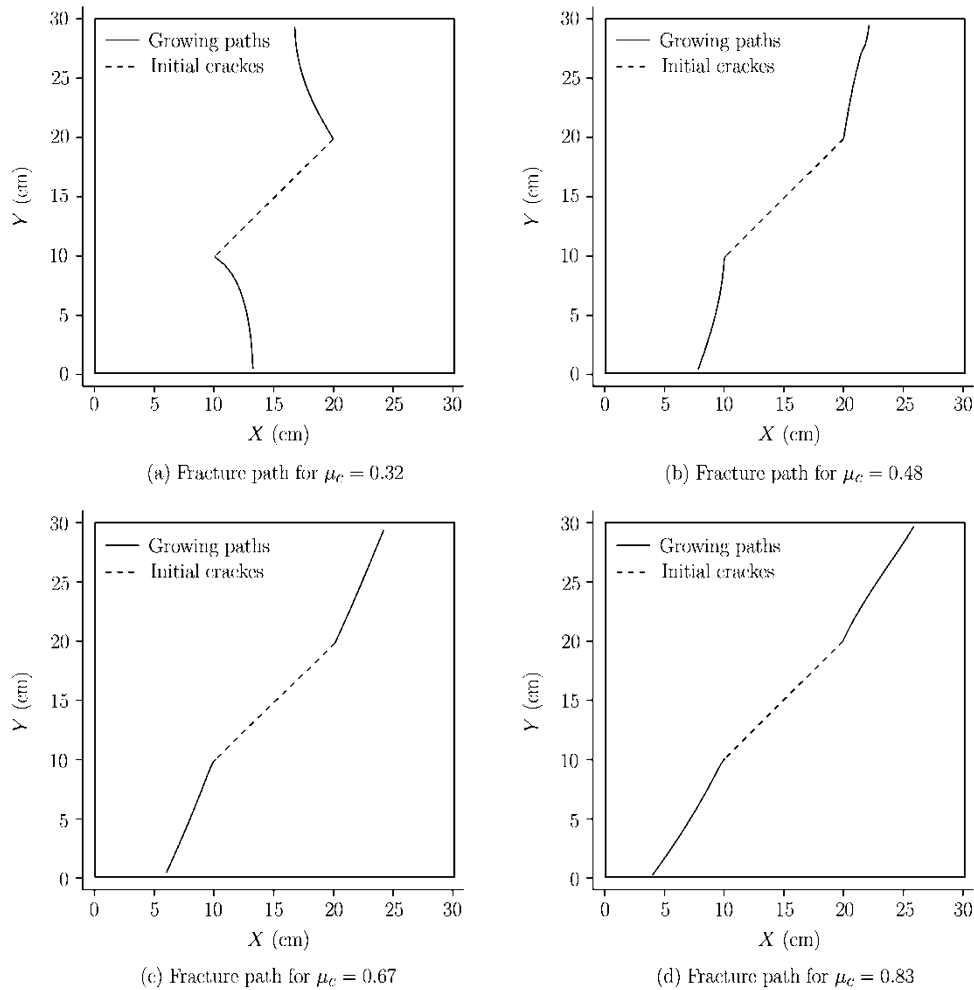 30
25
20
15
10
5
0
Y (cm)
Growing paths
Initial crackes
0 5 10 15 20 25 30
X (cm)
(a) Fracture path for μc = 0.32
30
25
20
15
10
5
0
Y (cm)
Growing paths
Initial crackes
0 5 10 15 20 25 30
X (cm)
(b) Fracture path for μc = 0.48
30
25
20
15
10
5
0
Y (cm)
Growing paths
Initial crackes
0 5 10 15 20 25 30
X (cm)
(c) Fracture path for μc = 0.67
30
25
20
15
10
5
0
Y (cm)
Growing paths
Initial crackes
0 5 10 15 20 25 30
X (cm)
(d) Fracture path for μc = 0.83